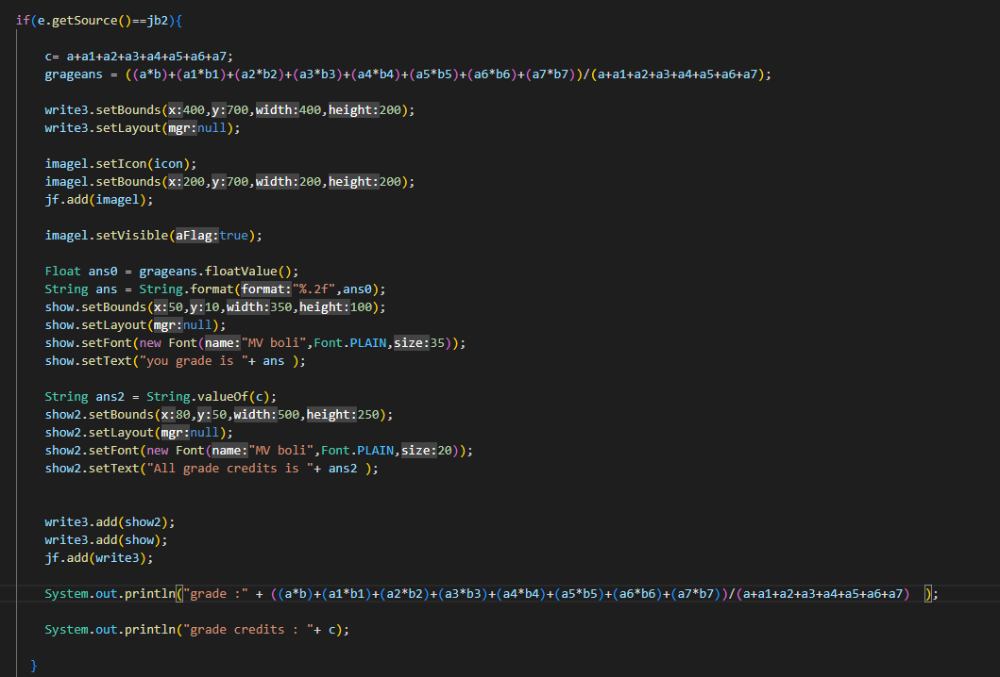 if(e.getSource()==jb2){
c= a+a1+a2+a3+a4+a5+a6+a7;
grageans = ((a*b)+(a1*b1)+(a2*b2)+(a3*b3)+(a4*b4)+(a5*b5)+(a6*b6)+(a7*b7))/(a+a1+a2+a3+a4+a5+a6+a7);
write3.setBounds(x:400,y:700,width:400,height:200);
write3.setLayout(mgr:null);
imagel.setIcon(icon);
imagel.setBounds(x:200,y:700,width:200,height:200);
jf.add(imagel);
imagel.setVisible(aFlag:true);
Float ans0 = grageans.floatValue();
String ans = String.format(format:"%.2f",ans0);
show.setBounds(x:50,y:10,width:350,height:100);
show.setLayout(mgr:null);
show.setFont(new Font(name:"MV boli",Font.PLAIN,size:35));
show.setText("you grade is "+ ans );
String ans2 = String.valueOf(c);
show2.setBounds(x:80,y:50,width:500,height:250);
show2.setLayout(mgr:null);
show2.setFont(new Font(name:"MV boli",Font.PLAIN,size:20));
show2.setText("All grade credits is "+ ans2 );
write3.add(show2);
write3.add(show);
jf.add(write3);
System.out.println("grade :" + ((a*b)+(a1*b1)+(a2*b2)+(a3*b3)+(a4*b4)+(a5*b5)+(a6*b6)+(a7*b7))/(a+a1+a2+a3+a4+a5+a6+a7)  );
System.out.println("grade credits : "+ c);
}